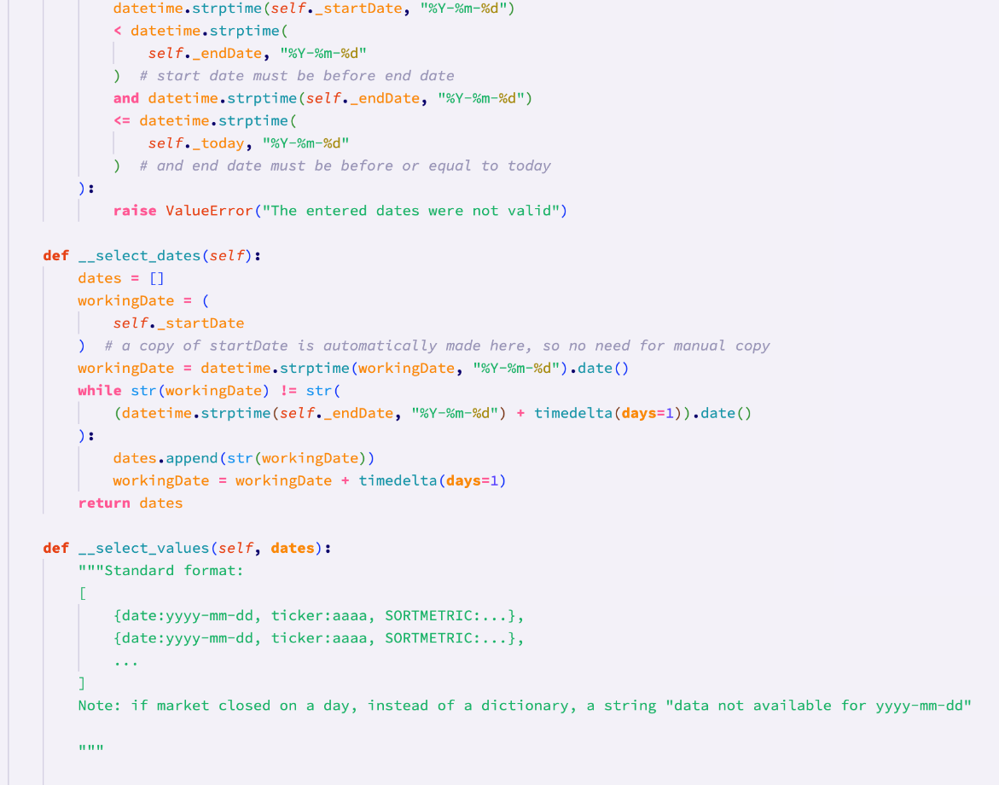 datetime.strptime(self._startDate, "%Y-%m-%d")
< datetime.strptime(
self._endDate, "%Y-%m-%d"
)  # start date must be before end date
and datetime.strptime(self._endDate, "%Y-%m-%d")
<= datetime.strptime(
self._today, "%Y-%m-%d"
)  # and end date must be before or equal to today
):
raise ValueError("The entered dates were not valid")
def __select_dates(self):
dates = []
workingDate = (
self._startDate
)  # a copy of startDate is automatically made here, so no need for manual copy
workingDate = datetime.strptime(workingDate, "%Y-%m-%d").date()
while str(workingDate) != str(
(datetime.strptime(self._endDate, "%Y-%m-%d") + timedelta(days=1)).date()
):
dates.append(str(workingDate))
workingDate = workingDate + timedelta(days=1)
return dates
def __select_values(self, dates):
"""Standard format:
[
{date:yyyy-mm-dd, ticker:aaaa, SORTMETRIC:...},
{date:yyyy-mm-dd, ticker:aaaa, SORTMETRIC:...},
...
]
Note: if market closed on a day, instead of a dictionary, a string "data not available for yyyy-mm-dd"
"""